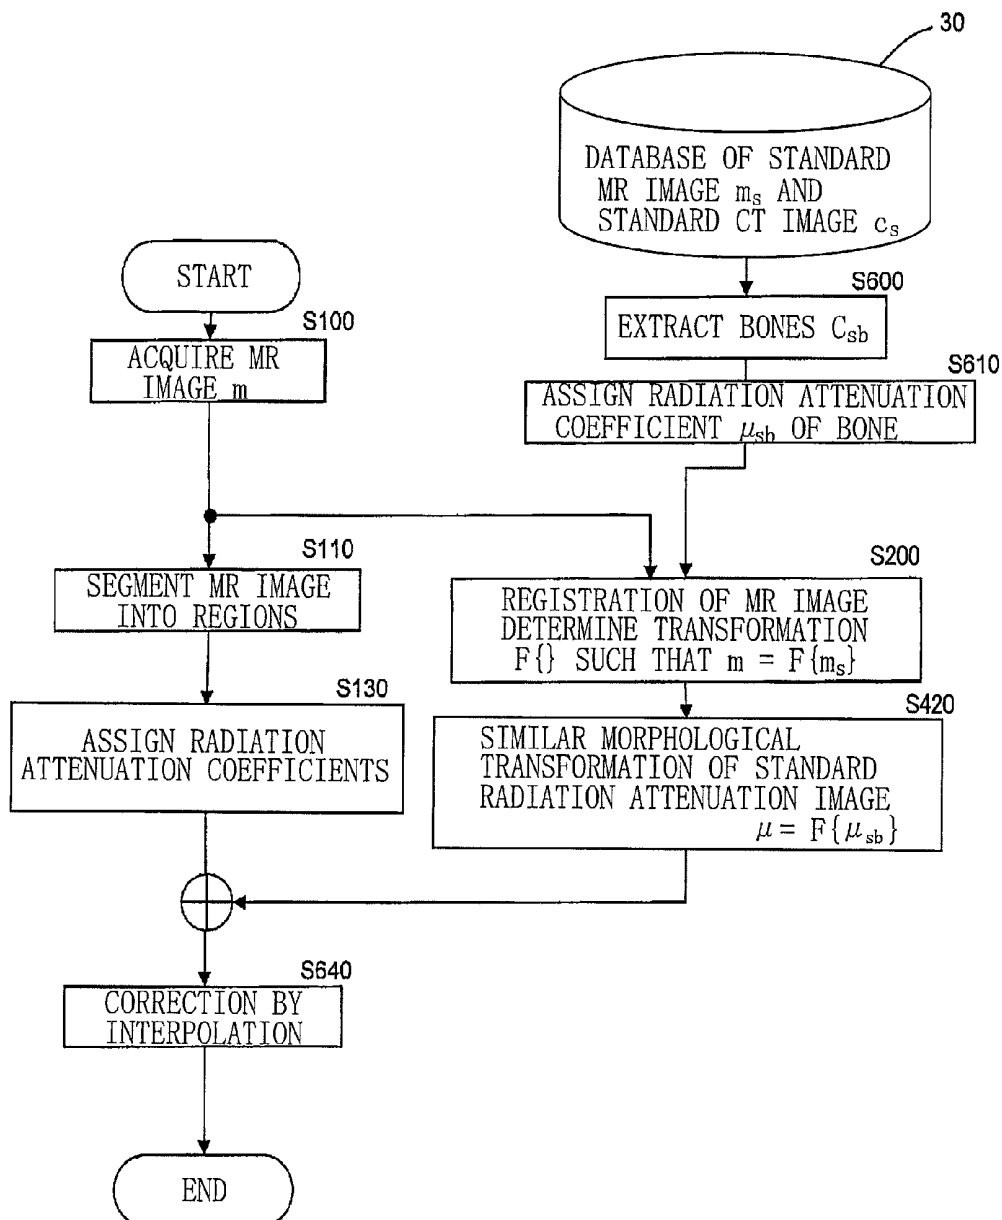 30
DATABASE OF STANDARD
MR IMAGE mₛ AND
STANDARD CT IMAGE cₛ
START
S100
ACQUIRE MR
IMAGE m
S600
EXTRACT BONES C_sb
S610
ASSIGN RADIATION ATTENUATION
COEFFICIENT μ_sb OF BONE
S110
SEGMENT MR IMAGE
INTO REGIONS
S200
REGISTRATION OF MR IMAGE
DETERMINE TRANSFORMATION
F{} SUCH THAT m = F{mₛ}
S130
ASSIGN RADIATION
ATTENUATION COEFFICIENTS
S420
SIMILAR MORPHOLOGICAL
TRANSFORMATION OF STANDARD
RADIATION ATTENUATION IMAGE
μ = F{μ_sb}
S640
CORRECTION BY
INTERPOLATION
END